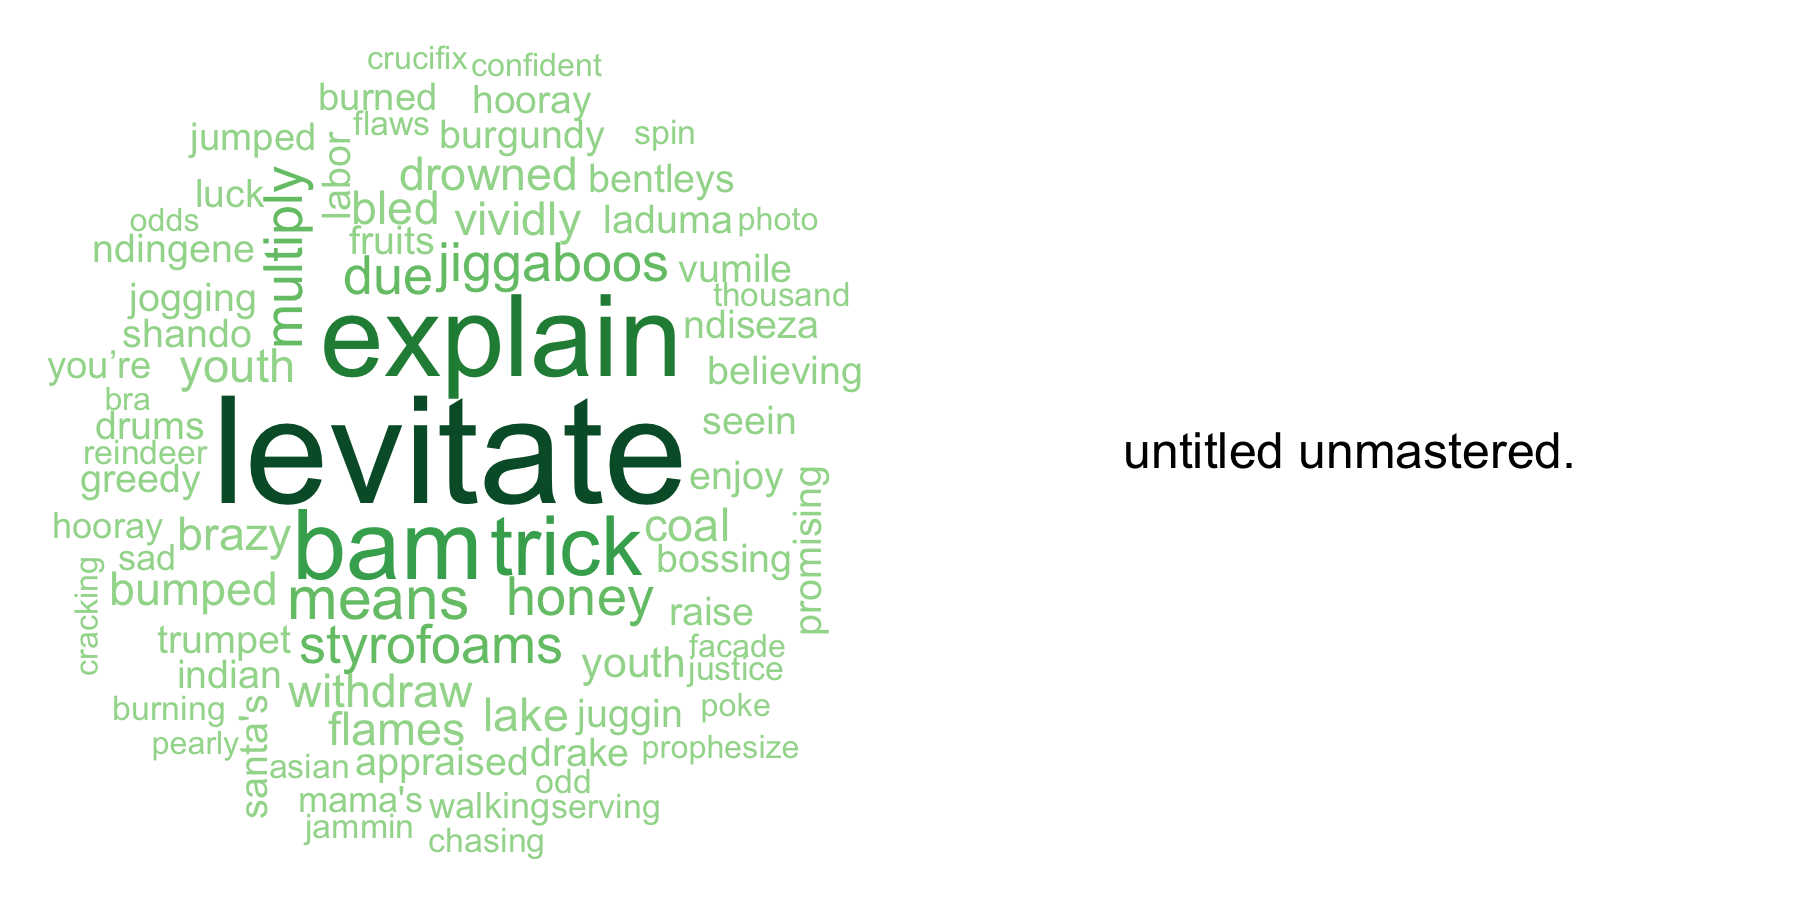 crucifix confident
burned hooray
flaws burgundy spin
jumped labor
drowned bentleys
luck multiply bled vividly laduma photo
odds
ndingene fruits
due jiggaboos vumile
jogging thousand
shando explain ndiseza
you’re youth believing
bra
drums levitate seein
reindeer
greedy enjoy promising
untitled unmastered.
hooray brazy bam trick coal
sad bossing
cracking bumped means honey raise
trumpet styrofoams facade
indian youth justice
burning santa's withdraw lake juggin poke
pearly flames drake prophesize
asian appraised odd
mama's walking serving
jammin chasing